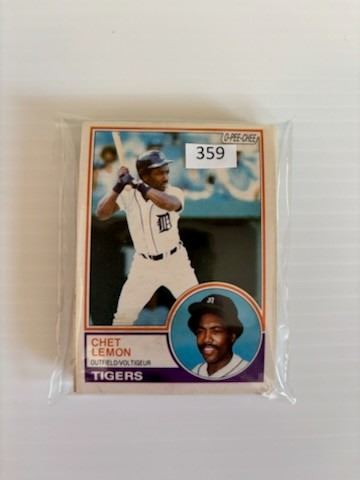 O-PEE-CHEE
359
CHET
LEMON
OUTFIELD-VOLTIGEUR
TIGERS